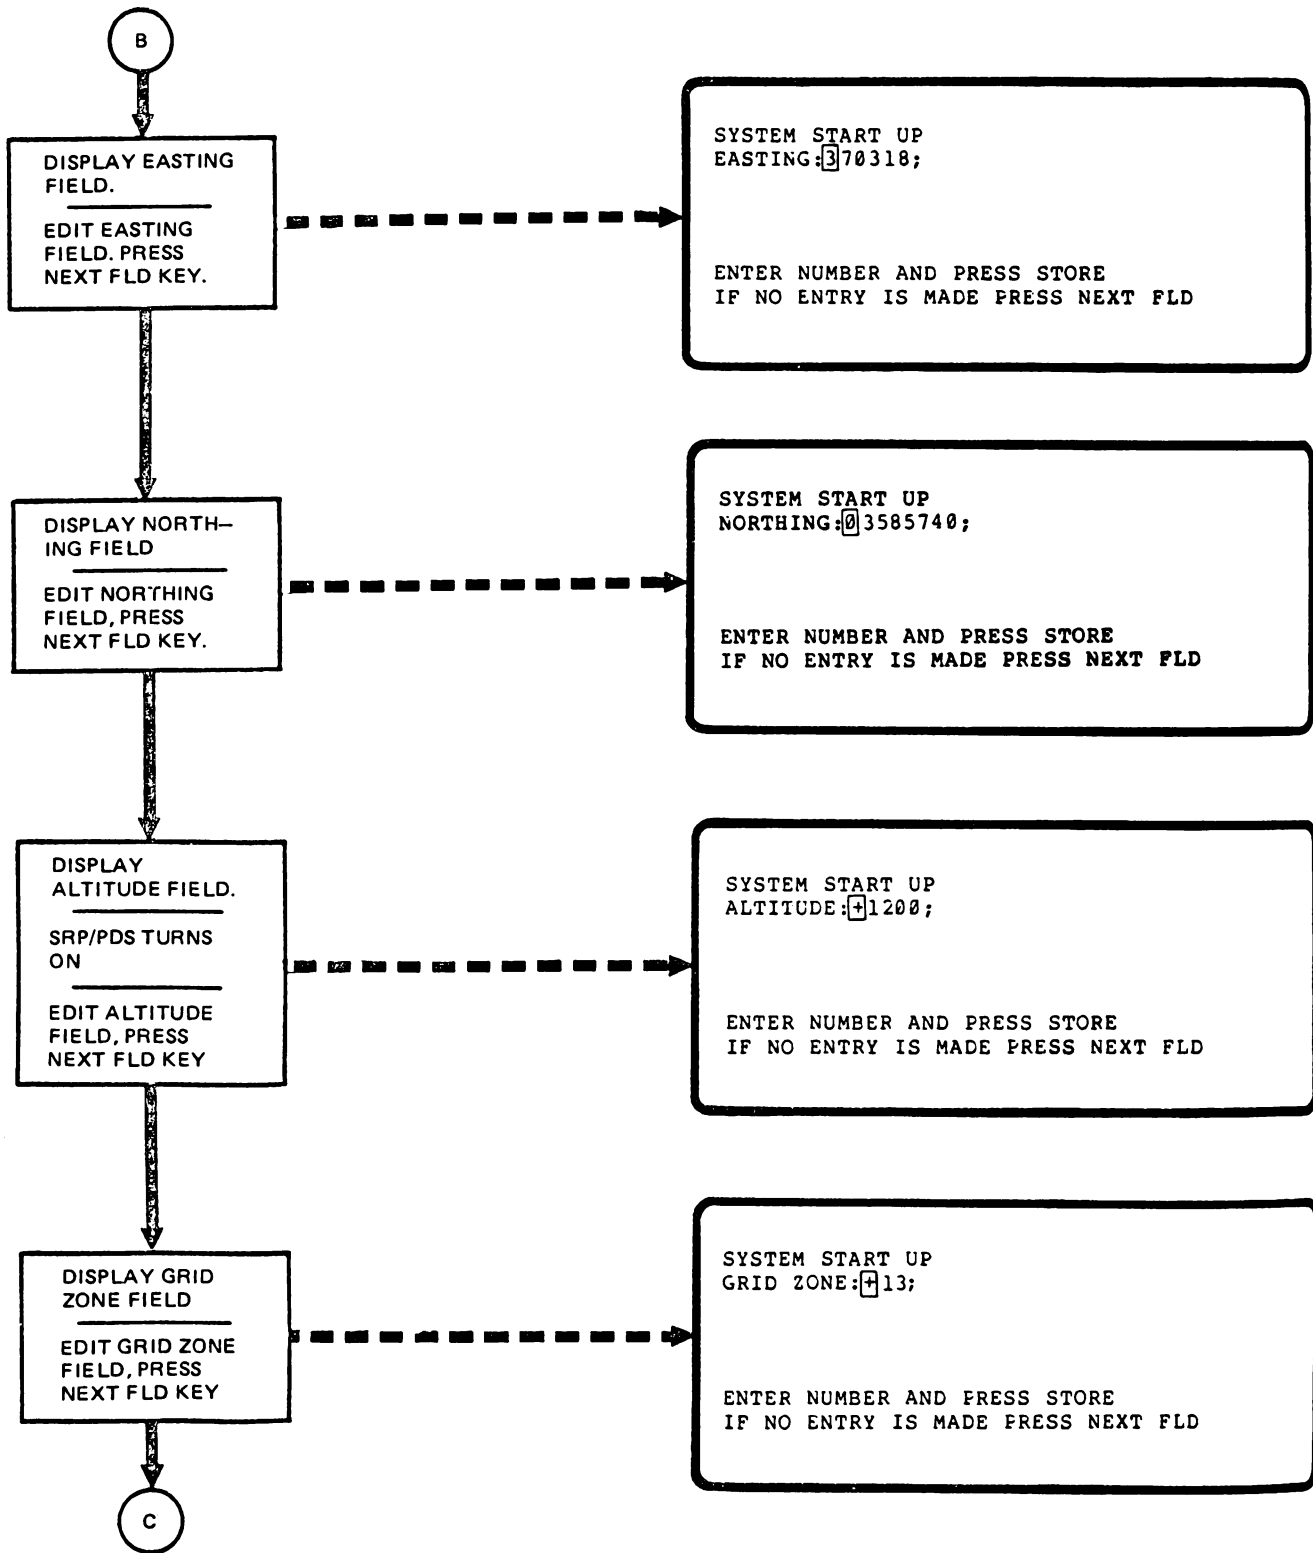 B
DISPLAY EASTING
FIELD.
EDIT EASTING
FIELD. PRESS
NEXT FLD KEY.
SYSTEM START UP
EASTING:370318;
ENTER NUMBER AND PRESS STORE
IF NO ENTRY IS MADE PRESS NEXT FLD
DISPLAY NORTH–
ING FIELD
EDIT NORTHING
FIELD, PRESS
NEXT FLD KEY.
SYSTEM START UP
NORTHING:03585740;
ENTER NUMBER AND PRESS STORE
IF NO ENTRY IS MADE PRESS NEXT FLD
DISPLAY
ALTITUDE FIELD.
SRP/PDS TURNS
ON
EDIT ALTITUDE
FIELD, PRESS
NEXT FLD KEY
SYSTEM START UP
ALTITUDE:+1200;
ENTER NUMBER AND PRESS STORE
IF NO ENTRY IS MADE PRESS NEXT FLD
DISPLAY GRID
ZONE FIELD
EDIT GRID ZONE
FIELD, PRESS
NEXT FLD KEY
SYSTEM START UP
GRID ZONE:+13;
ENTER NUMBER AND PRESS STORE
IF NO ENTRY IS MADE PRESS NEXT FLD
C